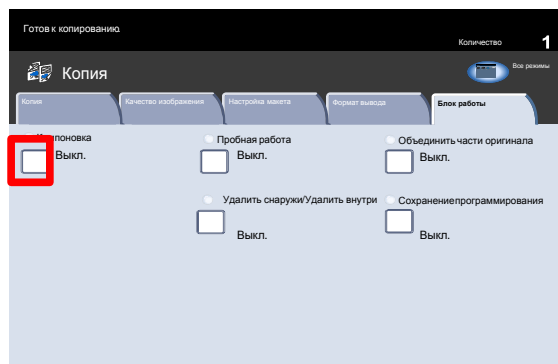 Готов к копированию.
Количество 1
Копия
Все режимы
Копия Качество изображения Настройка макета Формат вывода Блок работы
Пробная работа Объединить части оригинала
Выкл. Выкл. Выкл.
Удалить снаружи/Удалить внутри Сохранениепрограммирования
Выкл. Выкл.